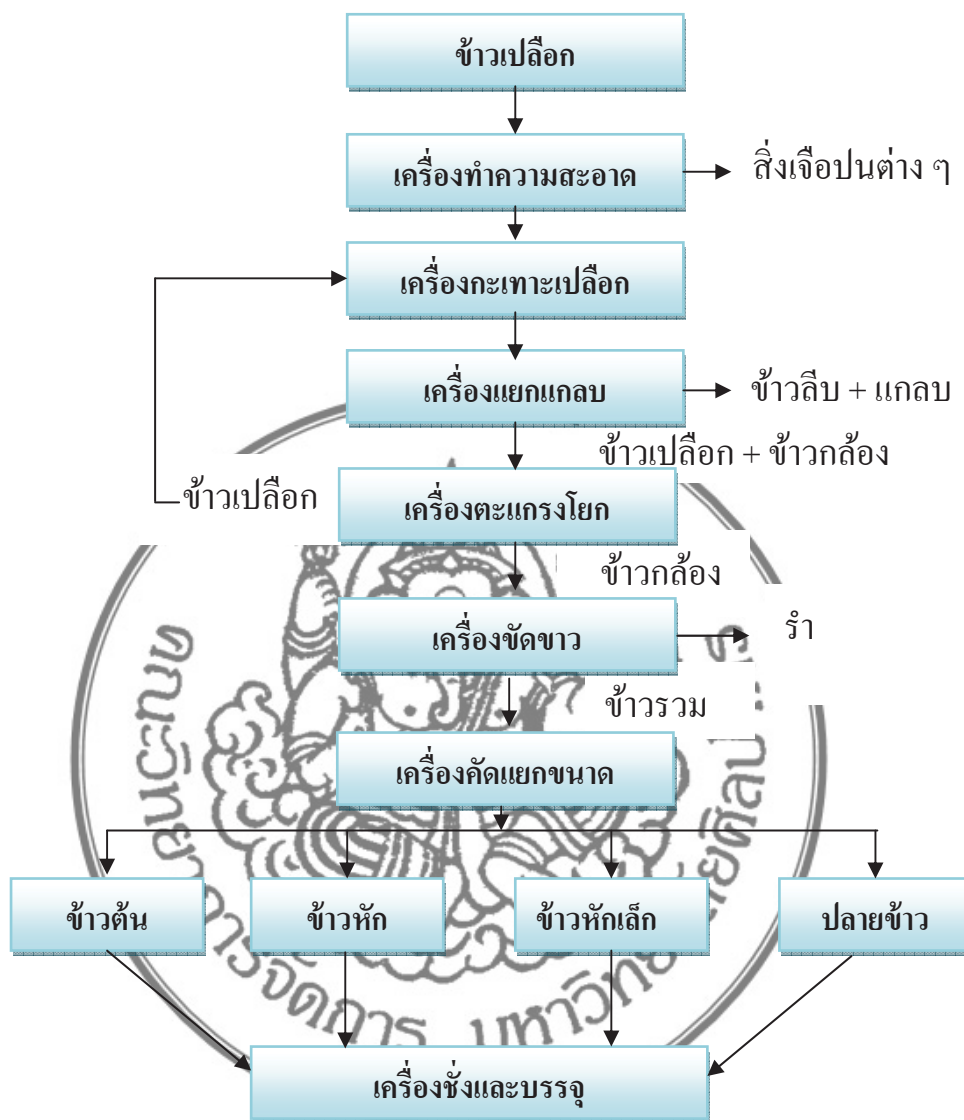 ข้าวเปลือก
เครื่องทำความสะอาด
สิ่งเจือปนต่าง ๆ
เครื่องกะเทาะเปลือก
เครื่องแยกแกลบ
ข้าวลีบ + แกลบ
ข้าวเปลือก + ข้าวกล้อง
ข้าวเปลือก
เครื่องตะแกรงโยก
ข้าวกล้อง
เครื่องขัดขาว
รำ
ข้าวรวม
เครื่องคัดแยกขนาด
ข้าวต้น
ข้าวหัก
ข้าวหักเล็ก
ปลายข้าว
เครื่องชั่งและบรรจุ